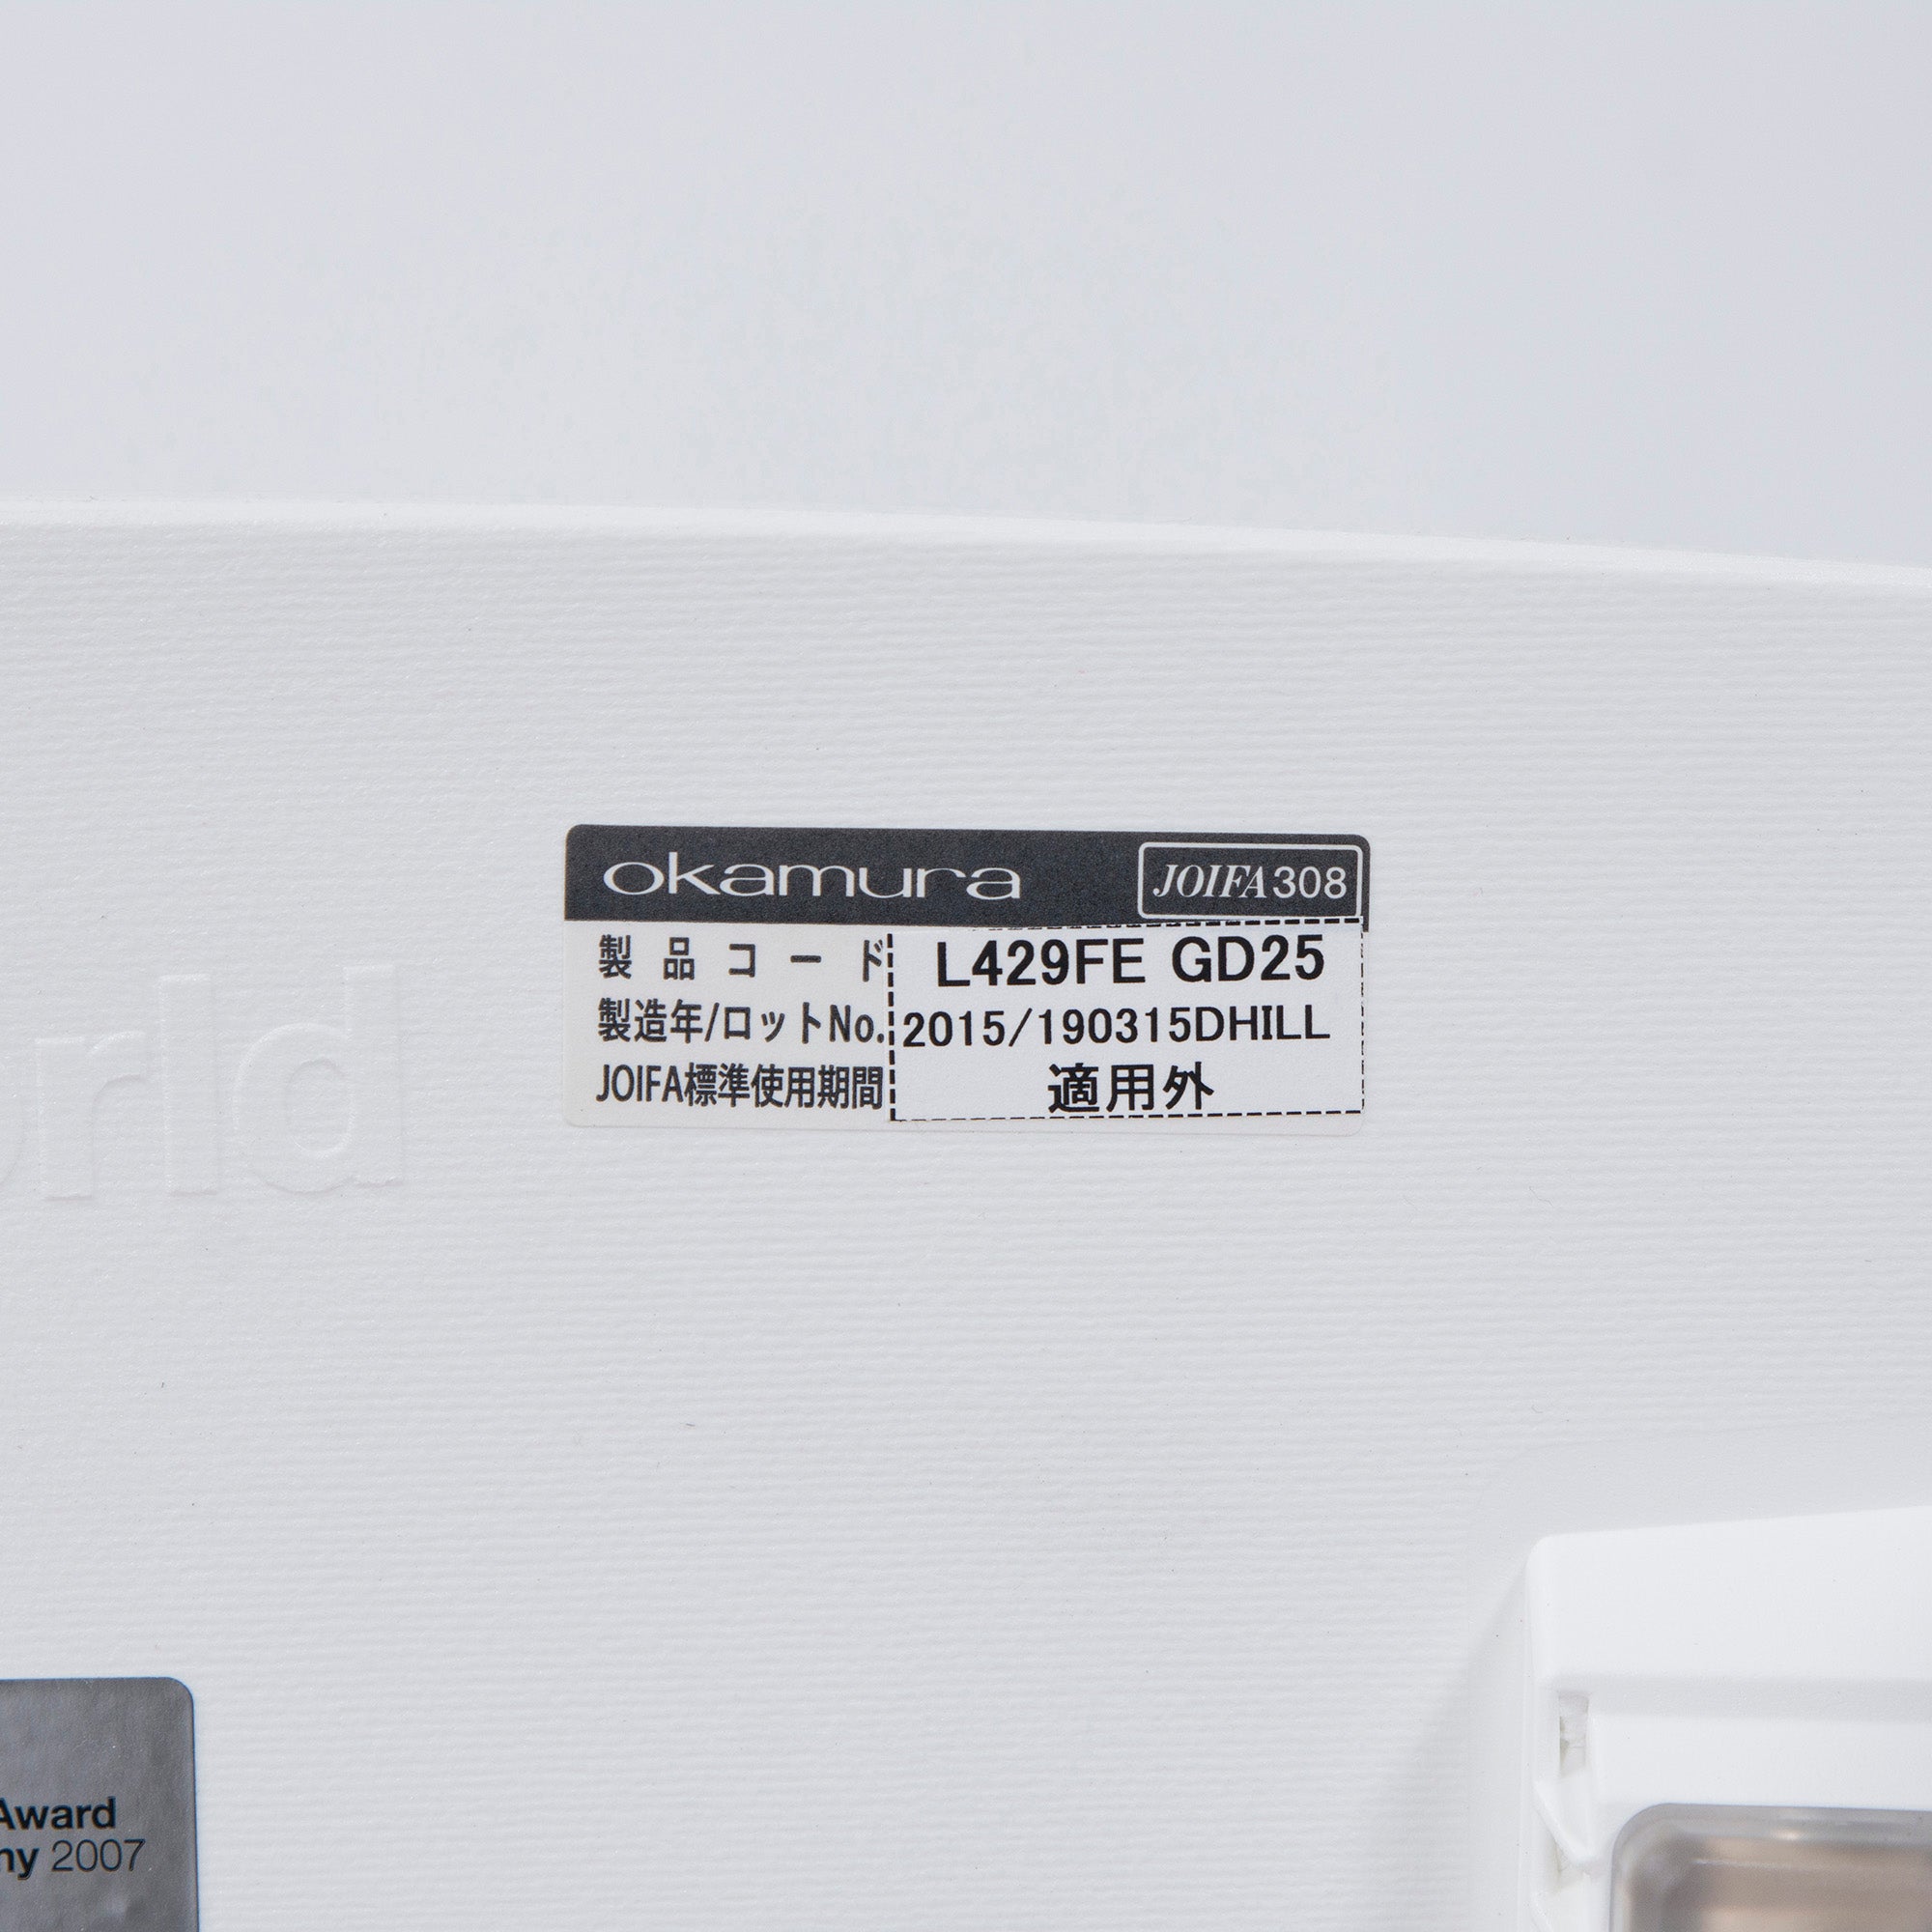 okamura JOIFA308
製品コード L429FE GD25
製造年/ロットNo. 2015/190315DHILL
JOIFA標準使用期間 適用外
orld
Award
ny 2007